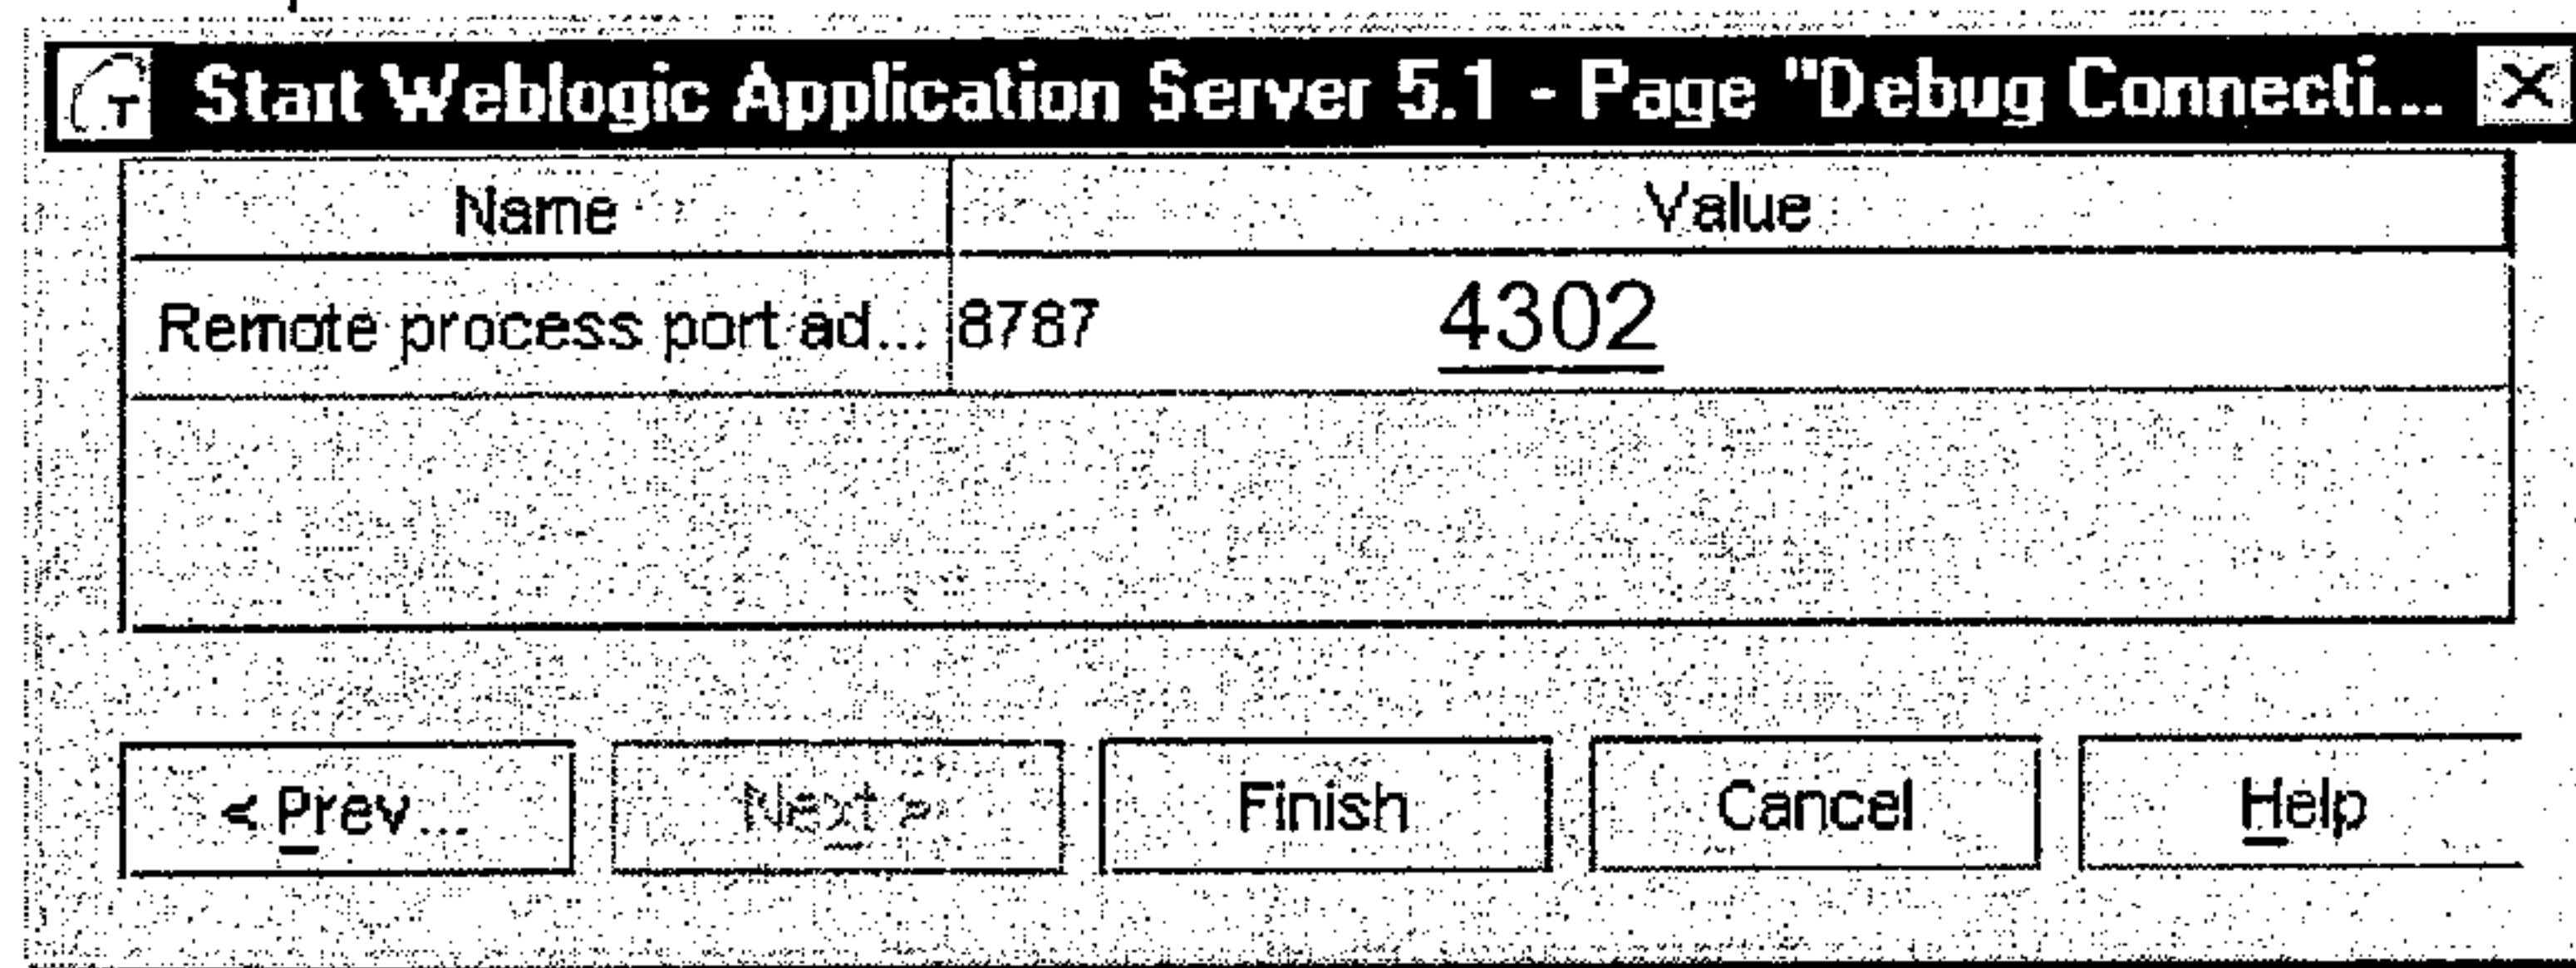 T Start Weblogic Application Server 5.1 - Page "Debug Connecti...
Name Value
Remote process port ad... 8787 4302
< Prev... Next > Finish Cancel Help